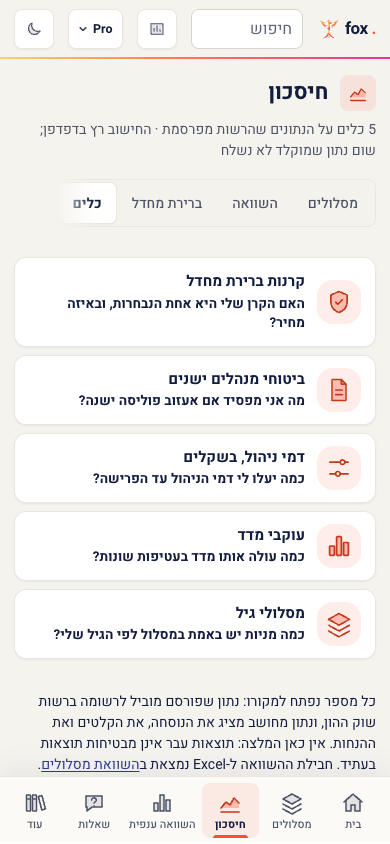 fox.
חיפוש
Pro
חיסכון
5 כלים על הנתונים שהרשות מפרסמת · החישוב רץ בדפדפן;
שום נתון שמוקלד לא נשלח
מסלולים
השוואה
ברירת מחדל
כלים
קרנות ברירת מחדל
האם הקרן שלי היא אחת הנבחרות, ובאיזה
מחיר?
ביטוחי מנהלים ישנים
מה אני מפסיד אם אעזוב פוליסה ישנה?
דמי ניהול, בשקלים
כמה יעלו לי דמי הניהול עד הפרישה?
עוקבי מדד
כמה עולה אותו מדד בעטיפות שונות?
מסלולי גיל
כמה מניות יש באמת במסלול לפי הגיל שלי?
כל מספר נפתח למקורו: נתון שפורסם מוביל לרשומה ברשות
שוק ההון, ונתון מחושב מציג את הנוסחה, את הקלטים ואת
ההנחות. אין כאן המלצה: תוצאות עבר אינן מבטיחות תוצאות
בעתיד. חבילת ההשוואה ל-Excel נמצאת בהשוואת מסלולים.
בית
מסלולים
חיסכון
השוואה ענפית
שאלות
עוד